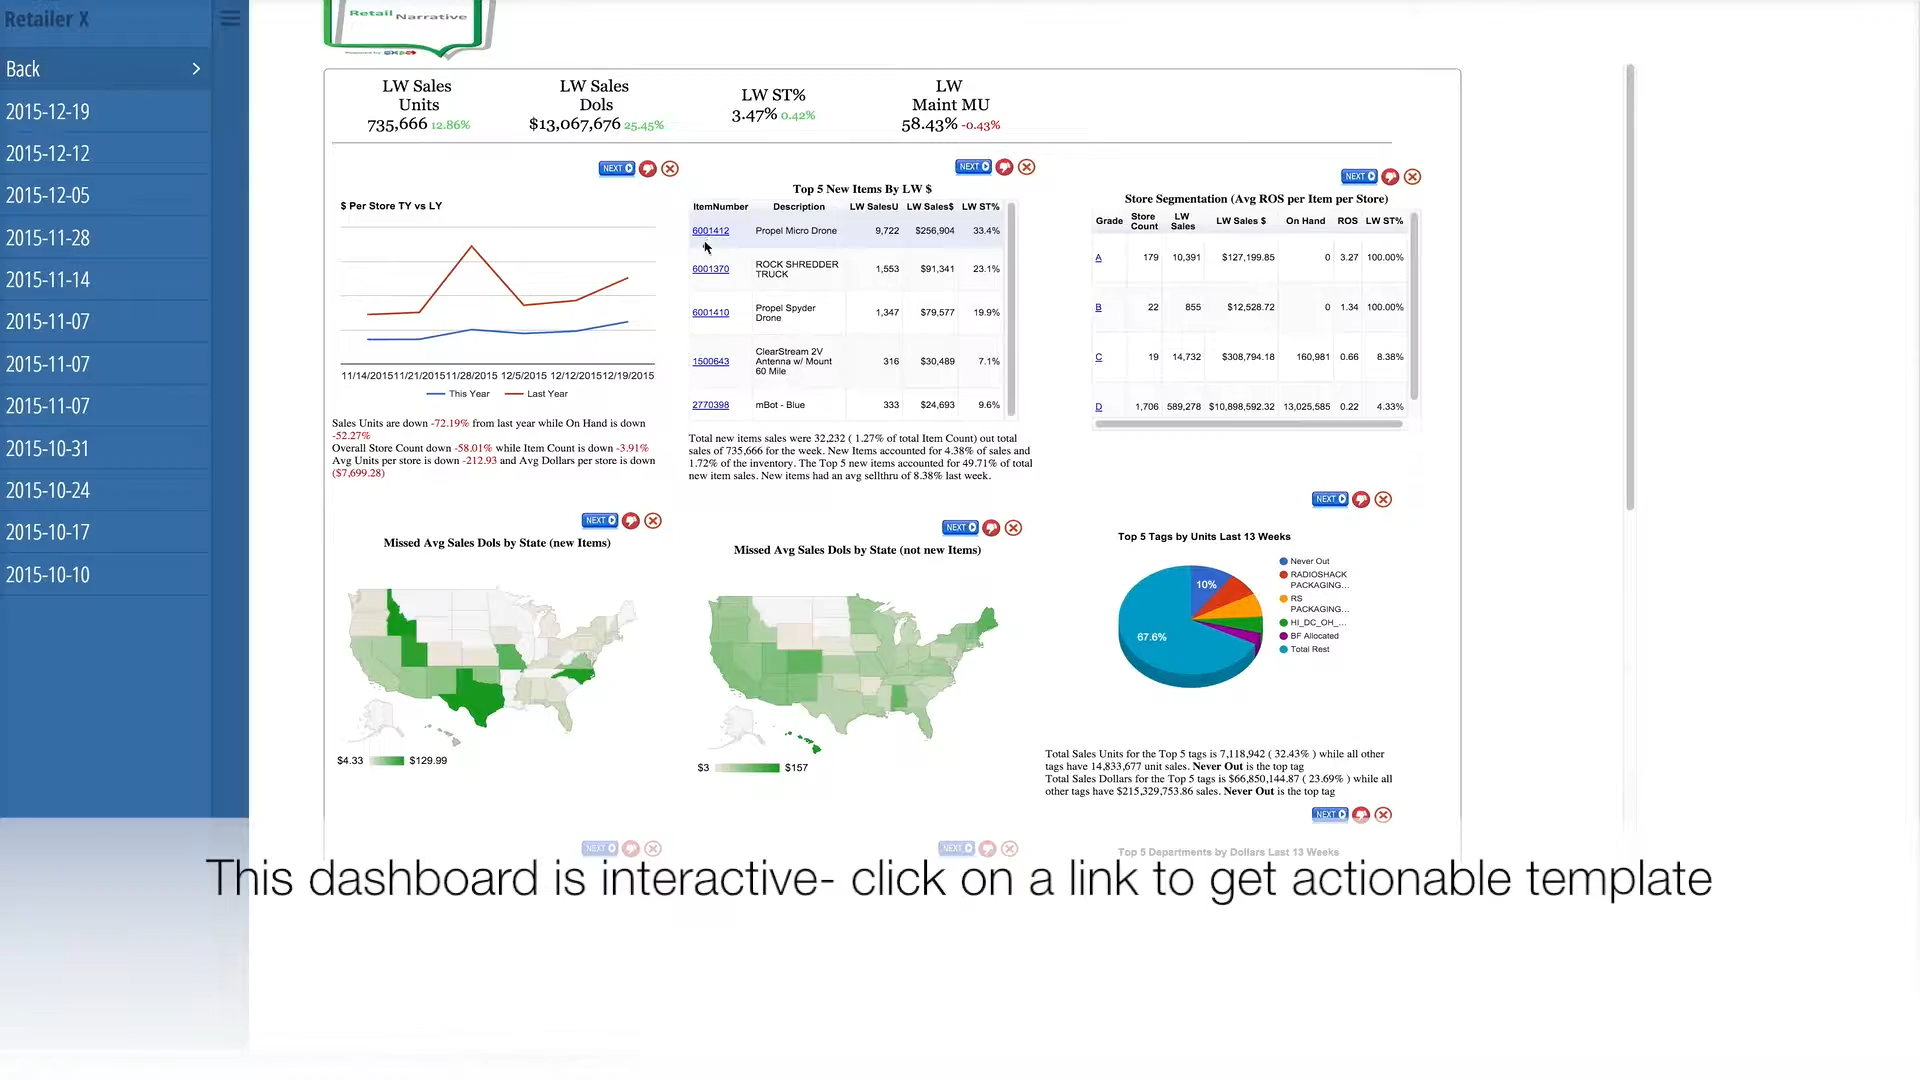 Retailer X
Back
2015-12-19
2015-12-12
2015-12-05
2015-11-28
2015-11-14
2015-11-07
2015-11-07
2015-11-07
2015-10-31
2015-10-24
2015-10-17
2015-10-10
Retail Narrative
LW Sales
Units
735,666 12.86%
LW Sales
Dols
$13,067,676 25.45%
LW ST%
3.47% 0.42%
LW
Maint MU
58.43% -0.43%
NEXT
$ Per Store TY vs LY
11/14/2015 11/21/2015 11/28/2015 12/5/2015 12/12/2015 12/19/2015
This Year Last Year
Sales Units are down -72.19% from last year while On Hand is down
-52.27%
Overall Store Count down -58.01% while Item Count is down -3.91%
Avg Units per store is down -212.93 and Avg Dollars per store is down
($7,699.28)
NEXT
Top 5 New Items By LW $
ItemNumber Description LW SalesU LW Sales$ LW ST%
6001412 Propel Micro Drone 9,722 $256,904 33.4%
6001370 ROCK SHREDDER
TRUCK 1,553 $91,341 23.1%
6001410 Propel Spyder
Drone 1,347 $79,577 19.9%
1500643 ClearStream 2V
Antenna w/ Mount
60 Mile 316 $30,489 7.1%
2770398 mBot - Blue 333 $24,693 9.6%
Total new items sales were 32,232 ( 1.27% of total Item Count) out total
sales of 735,666 for the week. New Items accounted for 4.38% of sales and
1.72% of the inventory. The Top 5 new items accounted for 49.71% of total
new item sales. New items had an avg sellthru of 8.38% last week.
NEXT
Store Segmentation (Avg ROS per Item per Store)
Grade Store
Count LW
Sales LW Sales $ On Hand ROS LW ST%
A 179 10,391 $127,199.85 0 3.27 100.00%
B 22 855 $12,528.72 0 1.34 100.00%
C 19 14,732 $308,794.18 160,981 0.66 8.38%
D 1,706 589,278 $10,898,592.32 13,025,585 0.22 4.33%
NEXT
Missed Avg Sales Dols by State (new Items)
$4.33 $129.99
NEXT
Missed Avg Sales Dols by State (not new Items)
$3 $157
NEXT
Top 5 Tags by Units Last 13 Weeks
10%
67.6%
Never Out
RADIOSHACK
PACKAGING...
RS
PACKAGING...
HI_DC_OH_...
BF Allocated
Total Rest
Total Sales Units for the Top 5 tags is 7,118,942 ( 32.43% ) while all other
tags have 14,833,677 unit sales. Never Out is the top tag
Total Sales Dollars for the Top 5 tags is $66,850,144.87 ( 23.69% ) while all
other tags have $215,329,753.86 sales. Never Out is the top tag
NEXT
NEXT
NEXT
Top 5 Departments by Dollars Last 13 Weeks
This dashboard is interactive- click on a link to get actionable template